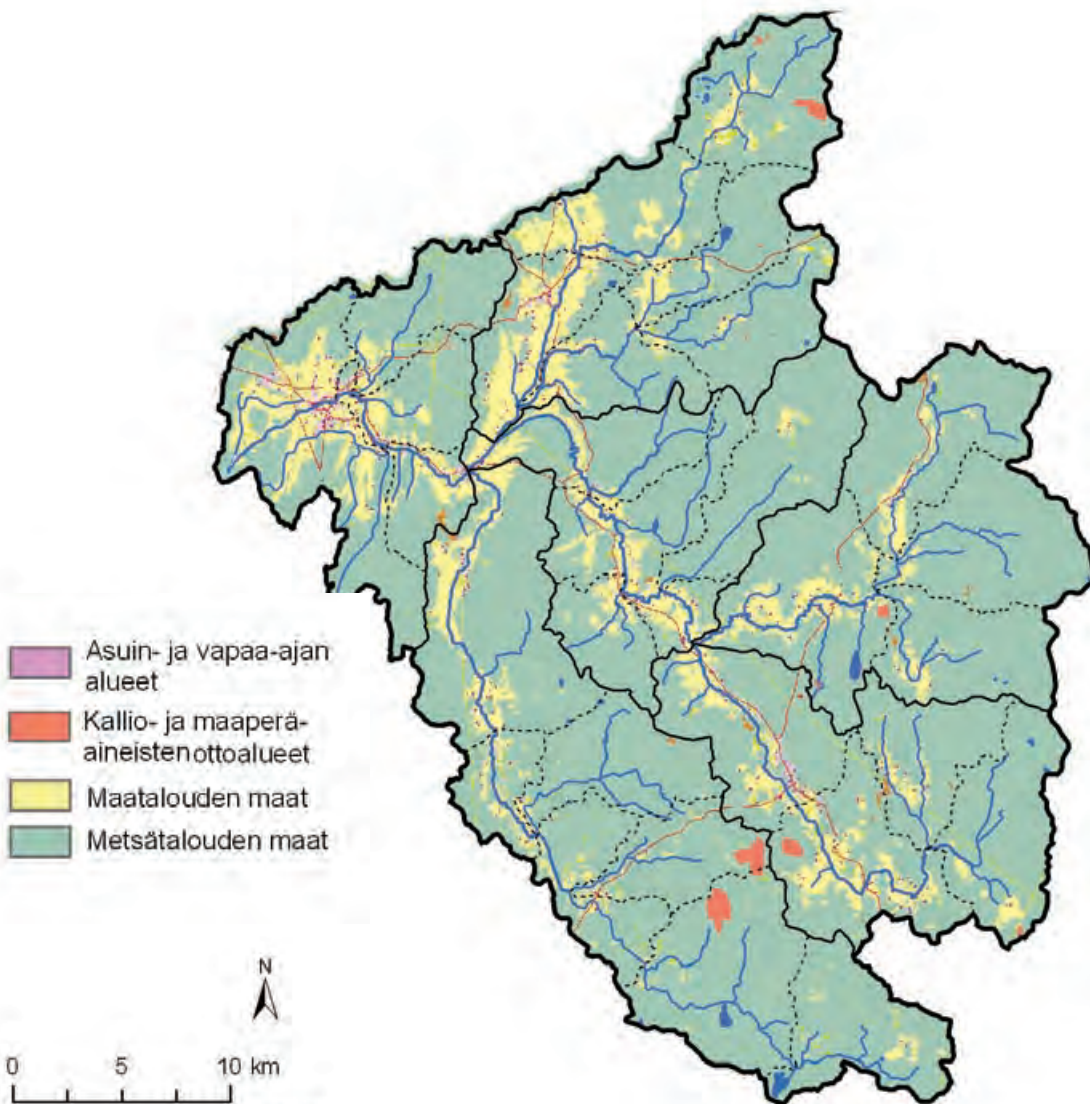 Asuin- ja vapaa-ajan
alueet
Kallio- ja maaperä-
aineisten ottoalueet
Maatalouden maat
Metsätalouden maat
N
0 5 10 km